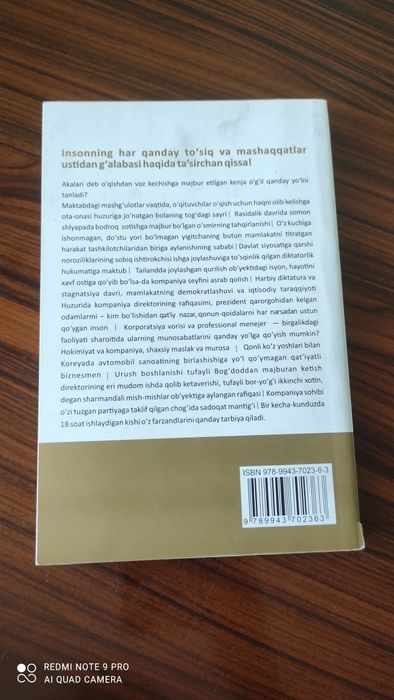 Insonning har qanday to‘siq va mashaqqatlar
ustidan g‘alabasi haqida ta’sirchan qissa!
Akalari deb o‘qishdan voz kechishga majbur etilgan kenja o‘g‘il qanday yo‘lni
tanladi?
Maktabdagi mashg‘ulotlar vaqtida, o‘qituvchilar o‘qish uchun haqni olib kelishga
ota-onasi huzuriga jo‘natgan bolaning tog‘dagi sayri | Rasidalik davrida somon
shlyapada bodroq sotishga majbur bo‘lgan o‘smirning tahqirlanishi | O‘z kuchiga
ishonmagan, do‘stu yori bo‘lmagan yigitchaning butun mamlakatni titratgan
harakat tashkilotchilaridan biriga aylanishining sababi | Davlat siyosatiga qarshi
noroziliklarining sobiq ishtirokchisi ishga joylashuviga to‘sqinlik qilgan diktatorlik
hukumatiga maktub | Tailandda joylashgan qurilish ob’yektidagi isyon, hayotini
xavf ostiga qo‘yib bo‘lsa-da kompaniya seyfini asrab qolish | Harbiy diktatura va
stagnatsiya davri, mamlakatning demokratlashuvi va iqtisodiy taraqqiyoti
Huzurida kompaniya direktorining rafiqasimi, prezident qarorgohidan kelgan
odamlarmi – kim bo‘lishidan qat’iy nazar, qonun-qoidalarni har narsadan ustun
qo‘ygan inson | Korporatsiya vorisi va professional menejer — birgalikdagi
faoliyati sharoitida ularning munosabatlarini qanday yo‘lga qo‘yish mumkin?
Hokimiyat va kompaniya, shaxsiy maslak va murosa | Qonli ko‘z yoshlari bilan
Koreyada avtomobil sanoatining birlashishiga yo‘l qo‘ymagan qat’iyatli
biznesmen | Urush boshlanishi tufayli Bog‘doddan majburan ketish
direktorining eri mudom ishda qolib ketaverishi, tufayli bor-yo‘g‘i ikkinchi xotin,
degan sharmandali mish-mishlar ob’yektiga aylangan rafiqasi | Kompaniya sohibi
o‘zi tuzgan partiyaga taklif qilgan chog‘ida sadoqat mantig‘i | Bir kecha-kunduzda
18 soat ishlaydigan kishi o‘z farzandlarini qanday tarbiya qiladi.
ISBN 978-9943-7023-6-3
9 789943 702363
REDMI NOTE 9 PRO
AI QUAD CAMERA